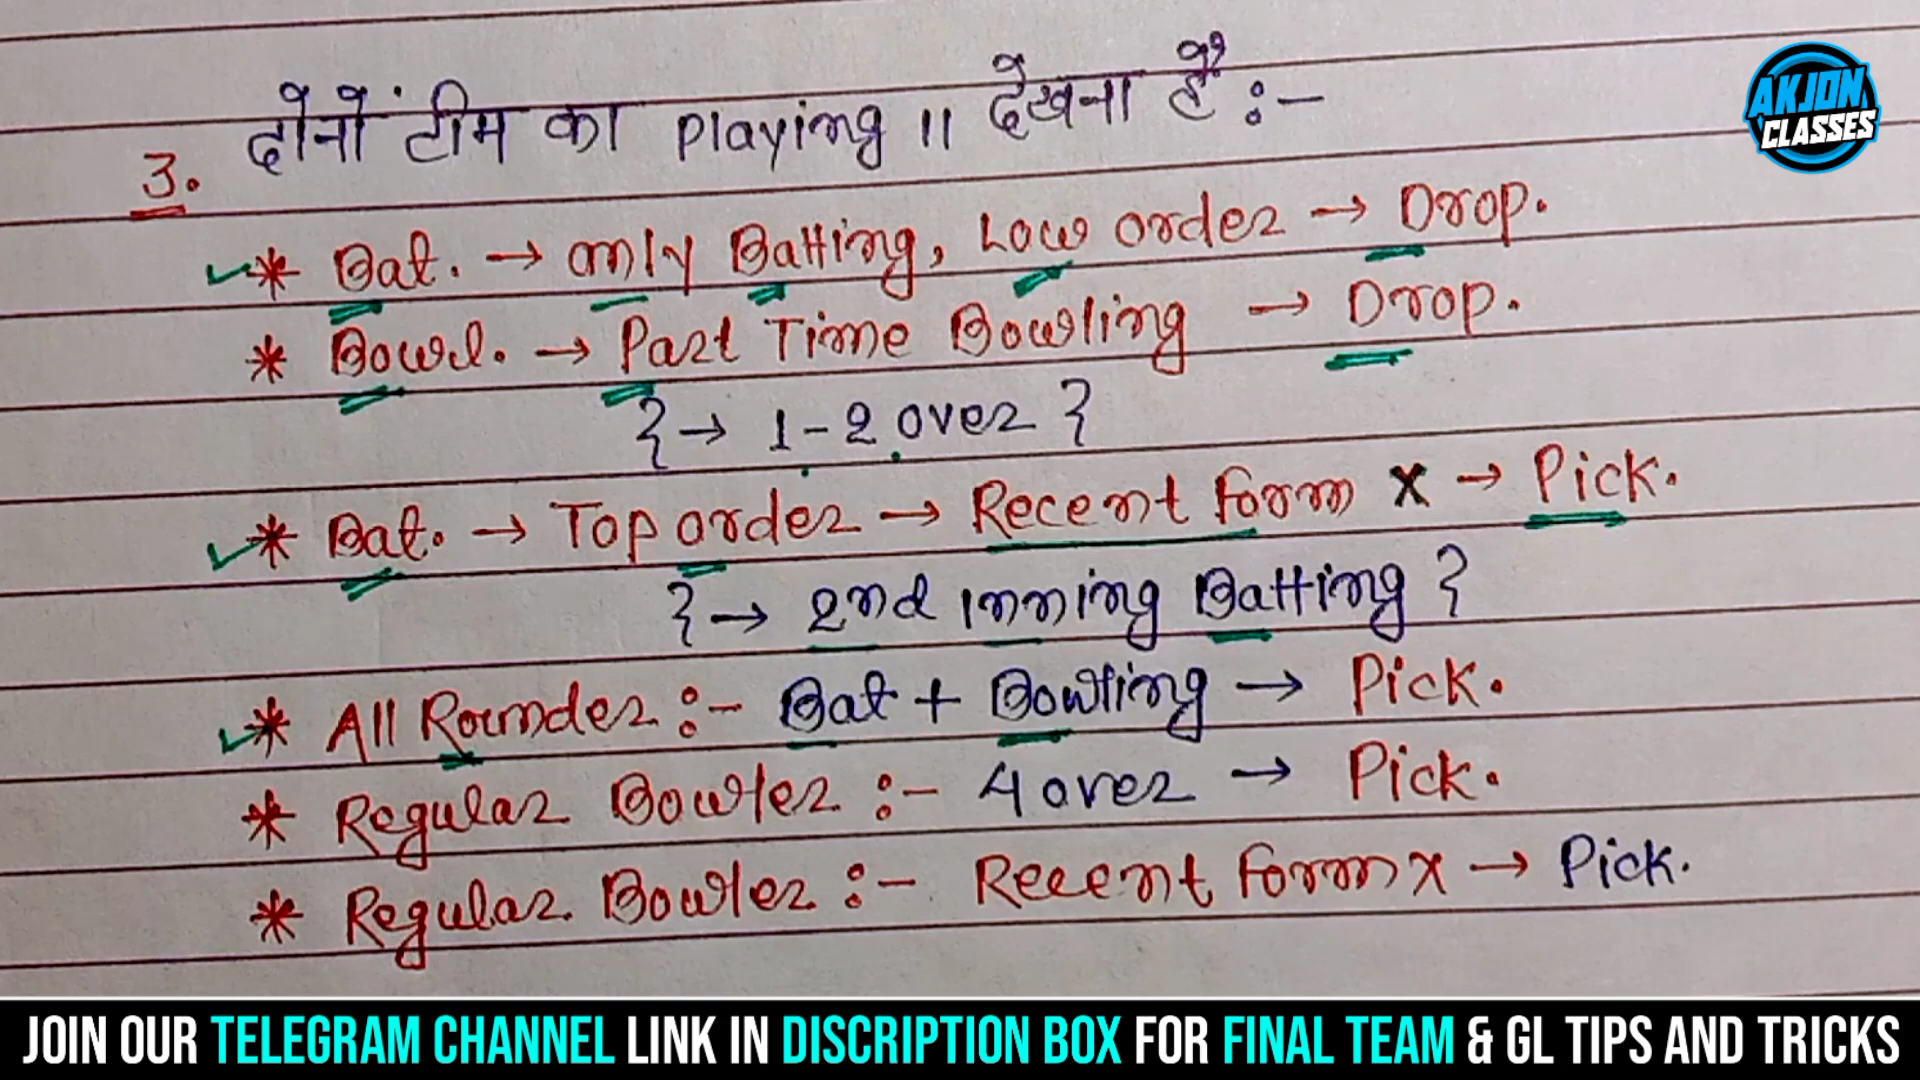 3. दोनों टीम का Playing 11 देखना है :-
* Bat. → only Batting, Low order → Drop.
* Bowl. → Part Time Bowling → Drop.
{ → 1-2 over }
* Bat. → Top order → Recent form X → Pick.
{ → 2nd Inning Batting }
* All Rounder :- Bat + Bowling → Pick.
* Regular Bowler :- 4 over → Pick.
* Regular Bowler :- Recent form X → Pick.
AKJON
CLASSES
JOIN OUR TELEGRAM CHANNEL LINK IN DISCRIPTION BOX FOR FINAL TEAM & GL TIPS AND TRICKS